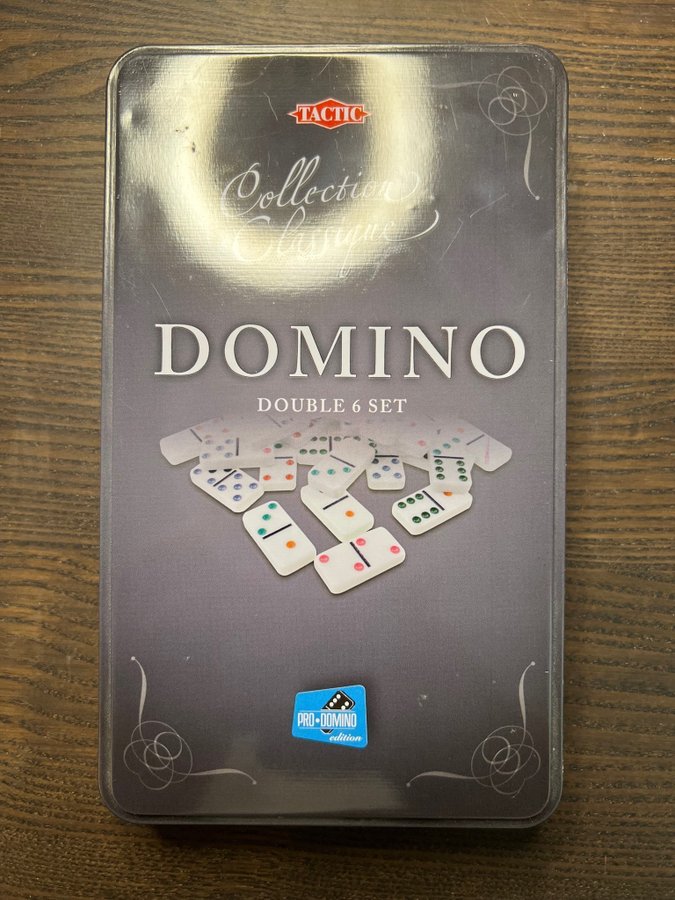 TACTIC
Collection
Classique
DOMINO
DOUBLE 6 SET
PRO•DOMINO
edition